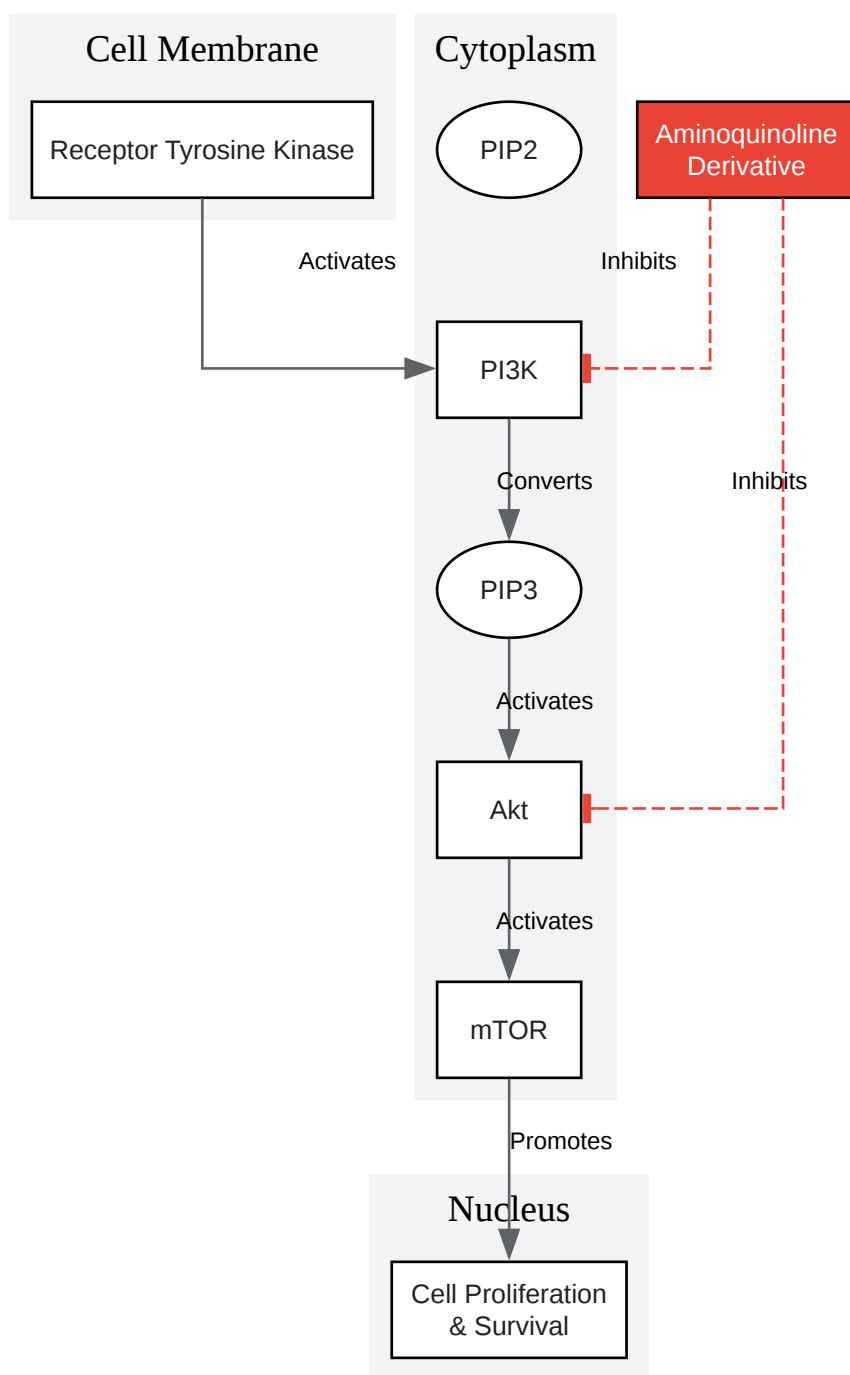 Cell Membrane
Cytoplasm
Receptor Tyrosine Kinase
PIP2
Aminoquinoline
Derivative
Activates
Inhibits
PI3K
Converts
Inhibits
PIP3
Activates
Akt
Activates
mTOR
Promotes
Nucleus
Cell Proliferation
& Survival